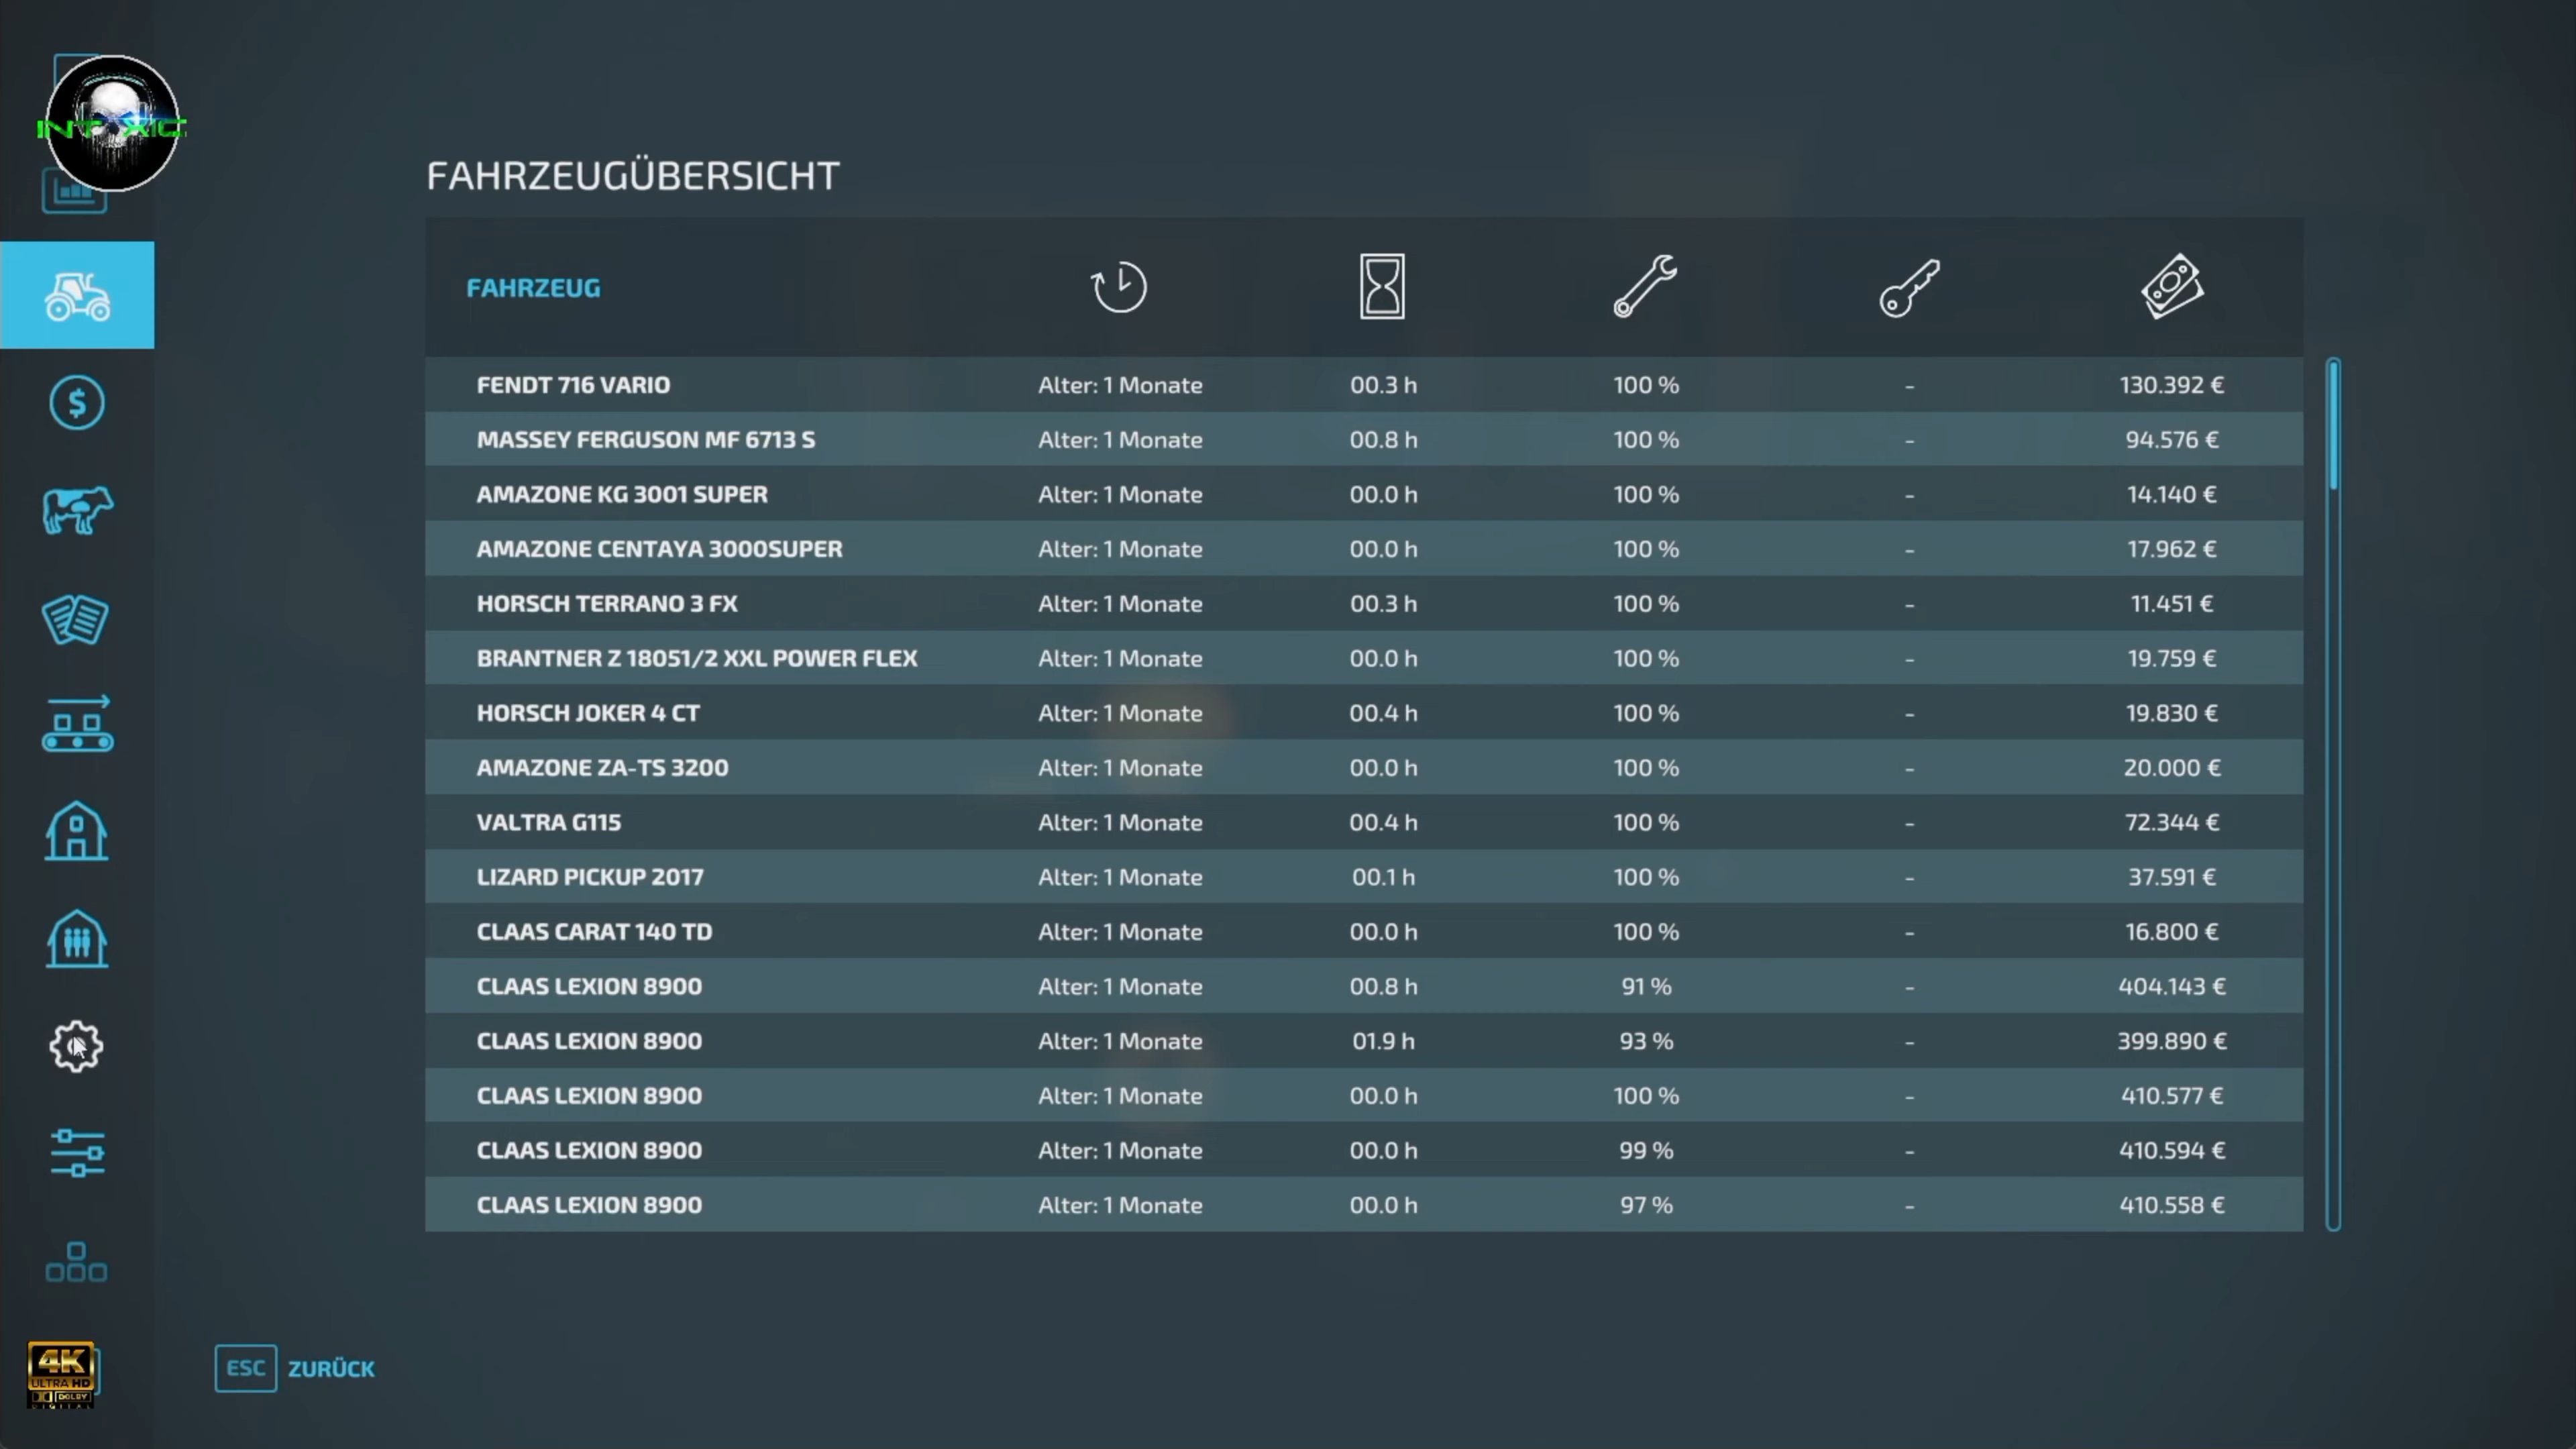 FAHRZEUGÜBERSICHT
FAHRZEUG
FENDT 716 VARIO Alter: 1 Monate 00.3 h 100 % - 130.392 €
MASSEY FERGUSON MF 6713 S Alter: 1 Monate 00.8 h 100 % - 94.576 €
AMAZONE KG 3001 SUPER Alter: 1 Monate 00.0 h 100 % - 14.140 €
AMAZONE CENTAYA 3000SUPER Alter: 1 Monate 00.0 h 100 % - 17.962 €
HORSCH TERRANO 3 FX Alter: 1 Monate 00.3 h 100 % - 11.451 €
BRANTNER Z 18051/2 XXL POWER FLEX Alter: 1 Monate 00.0 h 100 % - 19.759 €
HORSCH JOKER 4 CT Alter: 1 Monate 00.4 h 100 % - 19.830 €
AMAZONE ZA-TS 3200 Alter: 1 Monate 00.0 h 100 % - 20.000 €
VALTRA G115 Alter: 1 Monate 00.4 h 100 % - 72.344 €
LIZARD PICKUP 2017 Alter: 1 Monate 00.1 h 100 % - 37.591 €
CLAAS CARAT 140 TD Alter: 1 Monate 00.0 h 100 % - 16.800 €
CLAAS LEXION 8900 Alter: 1 Monate 00.8 h 91 % - 404.143 €
CLAAS LEXION 8900 Alter: 1 Monate 01.9 h 93 % - 399.890 €
CLAAS LEXION 8900 Alter: 1 Monate 00.0 h 100 % - 410.577 €
CLAAS LEXION 8900 Alter: 1 Monate 00.0 h 99 % - 410.594 €
CLAAS LEXION 8900 Alter: 1 Monate 00.0 h 97 % - 410.558 €
4K
ULTRA HD
DOLBY
DIGITAL
ESC ZURÜCK